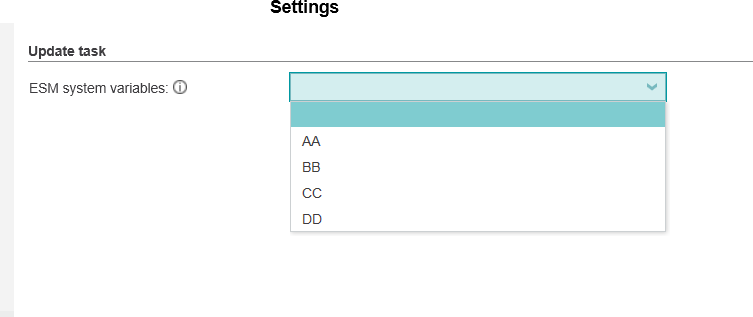 Settings
Update task
ESM system variables:
AA
BB
CC
DD